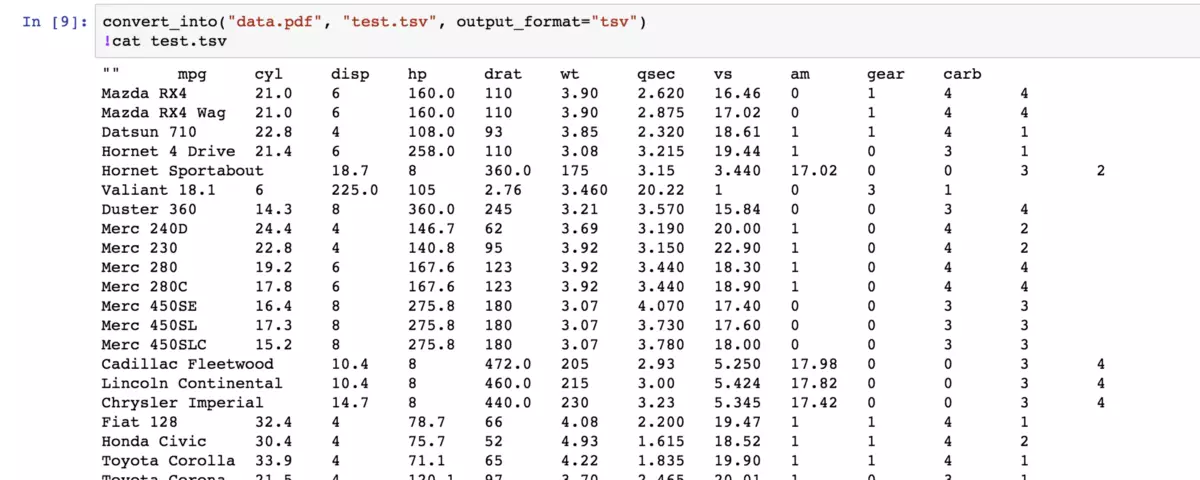 In [9]: convert_into("data.pdf", "test.tsv", output_format="tsv")
!cat test.tsv
"" mpg cyl disp hp drat wt qsec vs am gear carb
Mazda RX4 21.0 6 160.0 110 3.90 2.620 16.46 0 1 4 4
Mazda RX4 Wag 21.0 6 160.0 110 3.90 2.875 17.02 0 1 4 4
Datsun 710 22.8 4 108.0 93 3.85 2.320 18.61 1 1 4 1
Hornet 4 Drive 21.4 6 258.0 110 3.08 3.215 19.44 1 0 3 1
Hornet Sportabout 18.7 8 360.0 175 3.15 3.440 17.02 0 0 3 2
Valiant 18.1 6 225.0 105 2.76 3.460 20.22 1 0 3 1
Duster 360 14.3 8 360.0 245 3.21 3.570 15.84 0 0 3 4
Merc 240D 24.4 4 146.7 62 3.69 3.190 20.00 1 0 4 2
Merc 230 22.8 4 140.8 95 3.92 3.150 22.90 1 0 4 2
Merc 280 19.2 6 167.6 123 3.92 3.440 18.30 1 0 4 4
Merc 280C 17.8 6 167.6 123 3.92 3.440 18.90 1 0 4 4
Merc 450SE 16.4 8 275.8 180 3.07 4.070 17.40 0 0 3 3
Merc 450SL 17.3 8 275.8 180 3.07 3.730 17.60 0 0 3 3
Merc 450SLC 15.2 8 275.8 180 3.07 3.780 18.00 0 0 3 3
Cadillac Fleetwood 10.4 8 472.0 205 2.93 5.250 17.98 0 0 3 4
Lincoln Continental 10.4 8 460.0 215 3.00 5.424 17.82 0 0 3 4
Chrysler Imperial 14.7 8 440.0 230 3.23 5.345 17.42 0 0 3 4
Fiat 128 32.4 4 78.7 66 4.08 2.200 19.47 1 1 4 1
Honda Civic 30.4 4 75.7 52 4.93 1.615 18.52 1 1 4 2
Toyota Corolla 33.9 4 71.1 65 4.22 1.835 19.90 1 1 4 1
Toyota Corona 21.5 4 120.1 97 3.70 2.465 20.01 1 0 3 1